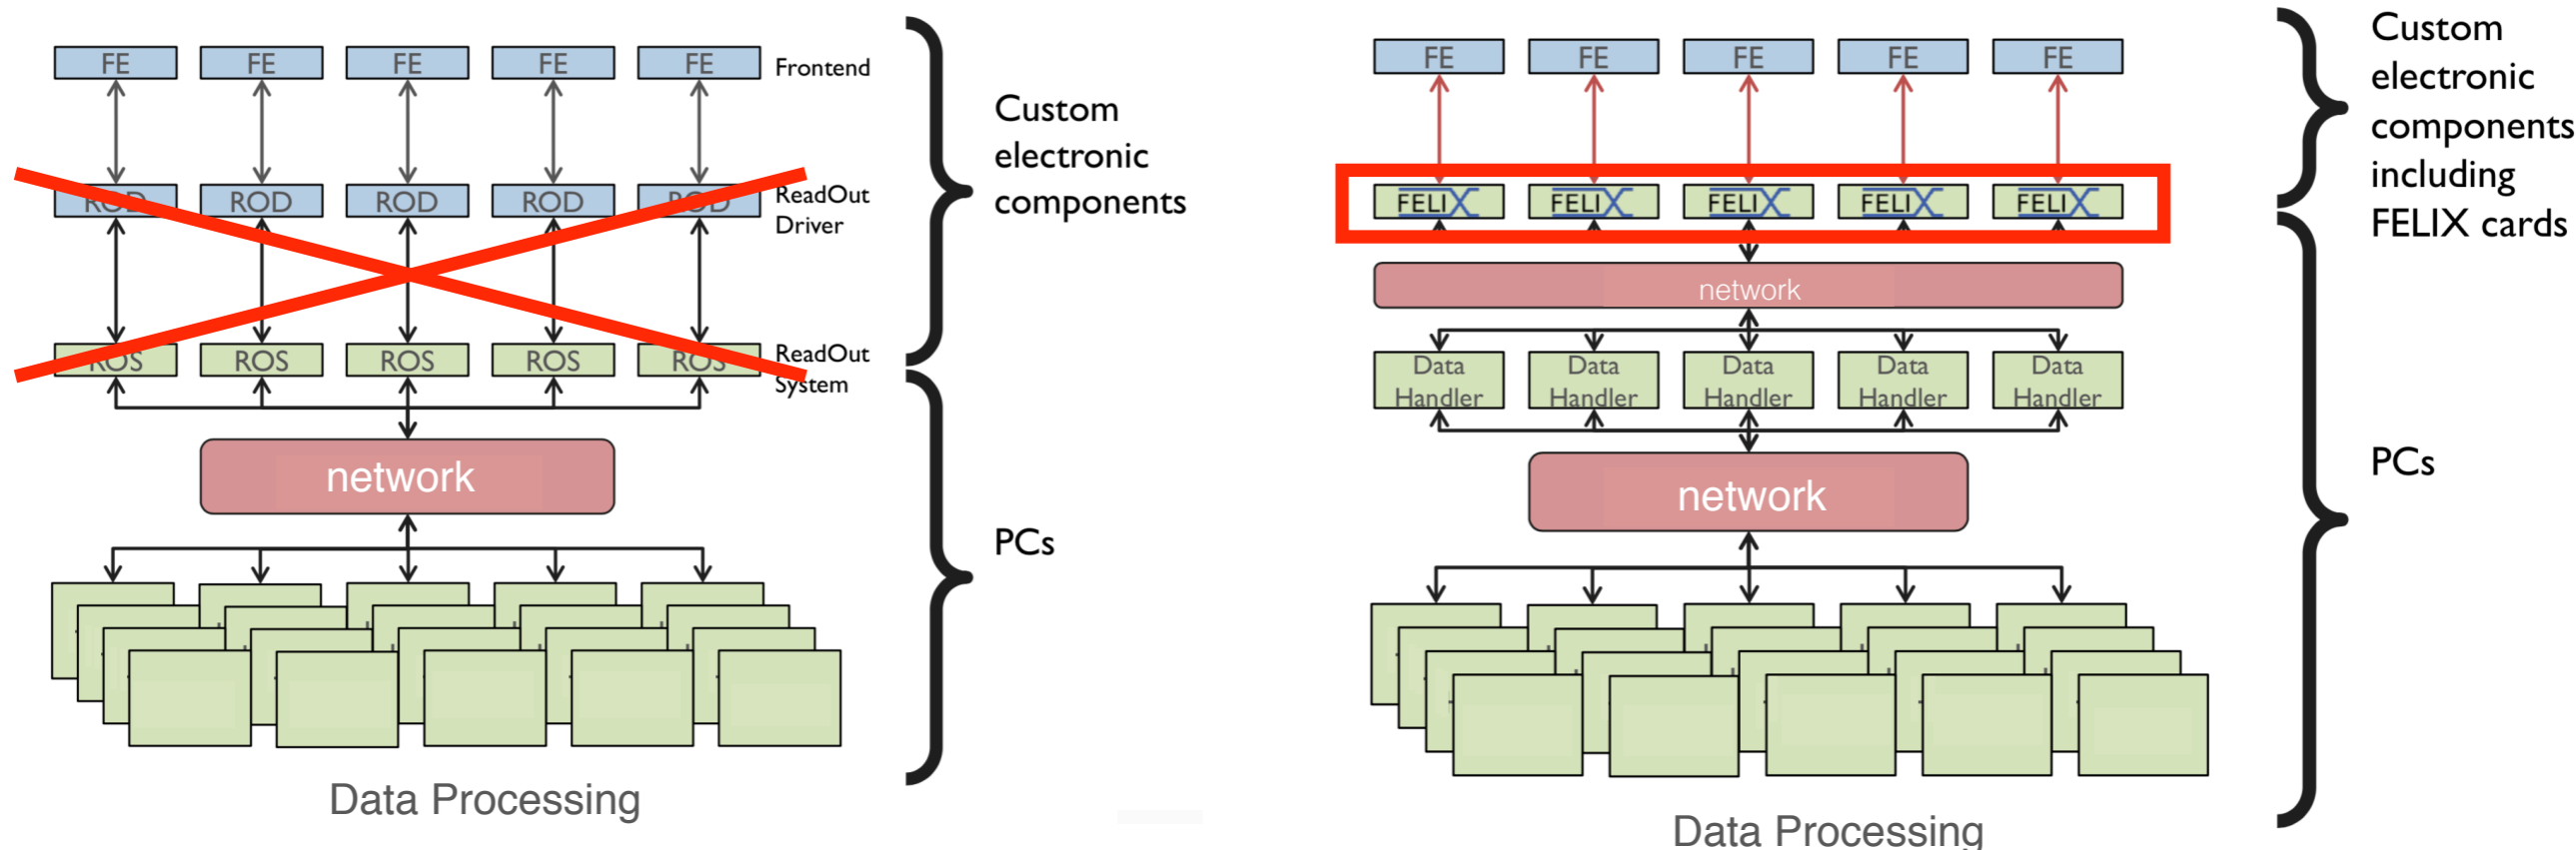 FE FE FE FE FE Frontend
ROD ROD ROD ROD ROD ReadOut
Driver
ROS ROS ROS ROS ROS ReadOut
System
network
Data Processing
Custom
electronic
components
PCs
FE FE FE FE FE
FELIX FELIX FELIX FELIX FELIX
network
Data Data Data Data Data
Handler Handler Handler Handler Handler
network
Data Processing
Custom
electronic
components
including
FELIX cards
PCs